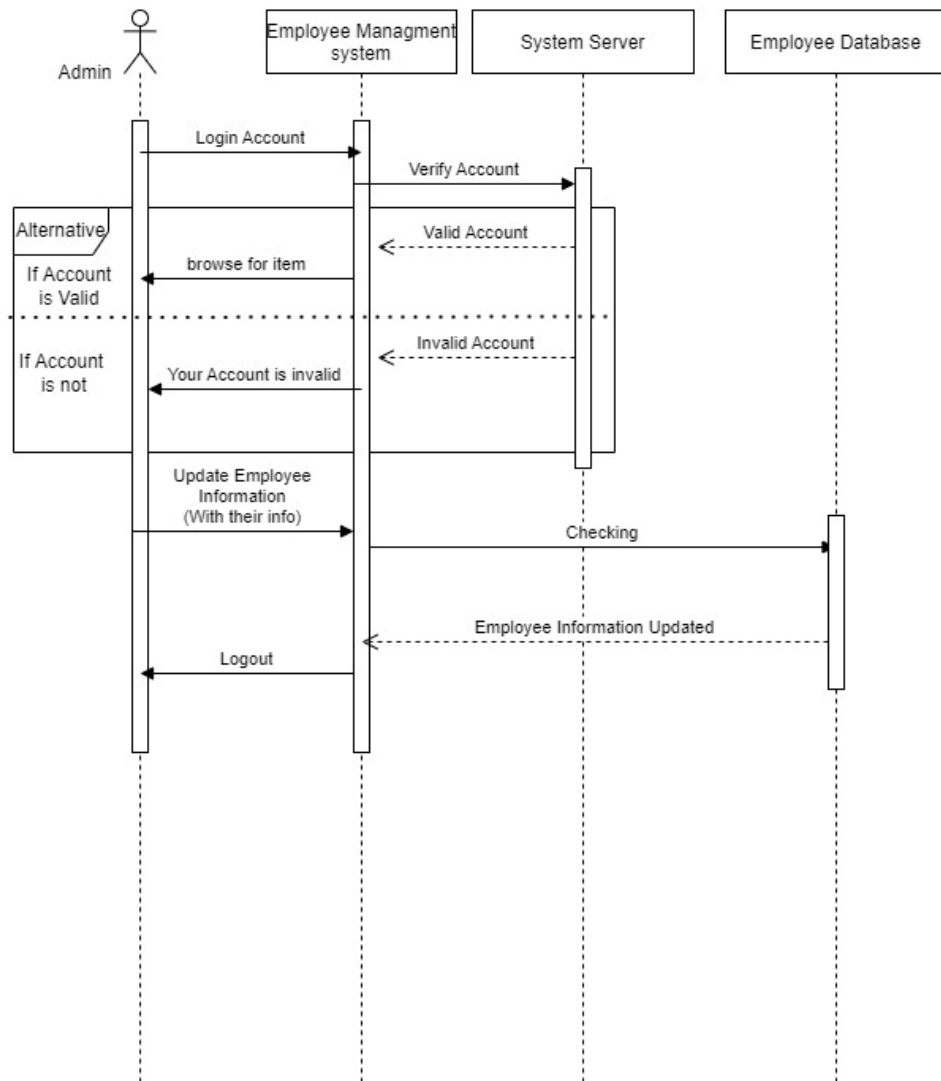 Admin
Employee Managment
system
System Server
Employee Database
Login Account
Verify Account
Alternative
Valid Account
If Account
is Valid
browse for item
Invalid Account
If Account
is not
Your Account is invalid
Update Employee
Information
(With their info)
Checking
Employee Information Updated
Logout